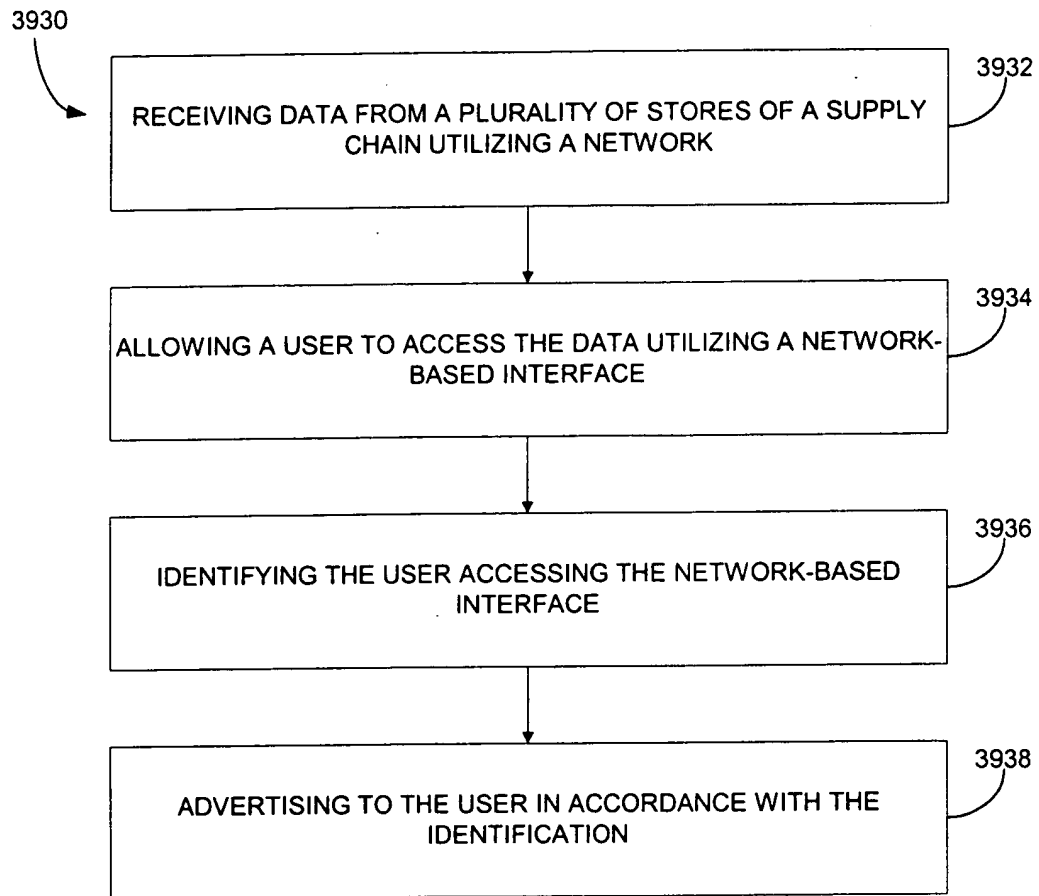 3930
3932
RECEIVING DATA FROM A PLURALITY OF STORES OF A SUPPLY
CHAIN UTILIZING A NETWORK
3934
ALLOWING A USER TO ACCESS THE DATA UTILIZING A NETWORK-
BASED INTERFACE
3936
IDENTIFYING THE USER ACCESSING THE NETWORK-BASED
INTERFACE
3938
ADVERTISING TO THE USER IN ACCORDANCE WITH THE
IDENTIFICATION